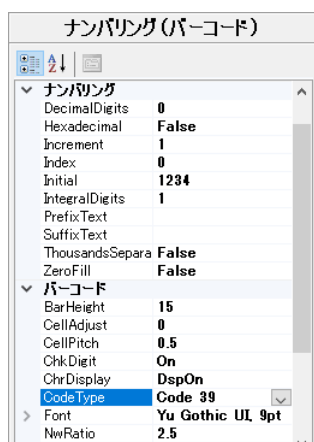 ナンバリング(バーコード)
ナンバリング
DecimalDigits 0
Hexadecimal False
Increment 1
Index 0
Initial 1234
IntegralDigits 1
PrefixText
SuffixText
ThousandsSepara False
ZeroFill False
バーコード
BarHeight 15
CellAdjust 0
CellPitch 0.5
ChkDigit On
ChrDisplay DspOn
CodeType Code 39
Font Yu Gothic UI, 9pt
NwRatio 2.5